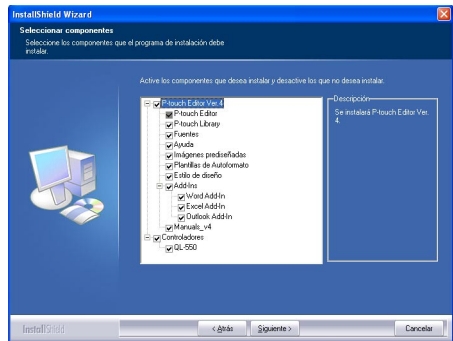 InstallShield Wizard
Seleccionar componentes
Seleccione los componentes que el programa de instalación debe
instalar.
Active los componentes que desea instalar y desactive los que no desea instalar.
P-touch Editor Ver.4
P-touch Editor
P-touch Library
Fuentes
Ayuda
Imágenes prediseñadas
Plantillas de Autoformato
Estilo de diseño
Add-Ins
Word Add-In
Excel Add-In
Outlook Add-In
Manuals_v4
Controladores
QL-550
Descripción
Se instalará P-touch Editor Ver.
4.
InstallShield
< Atrás
Siguiente >
Cancelar